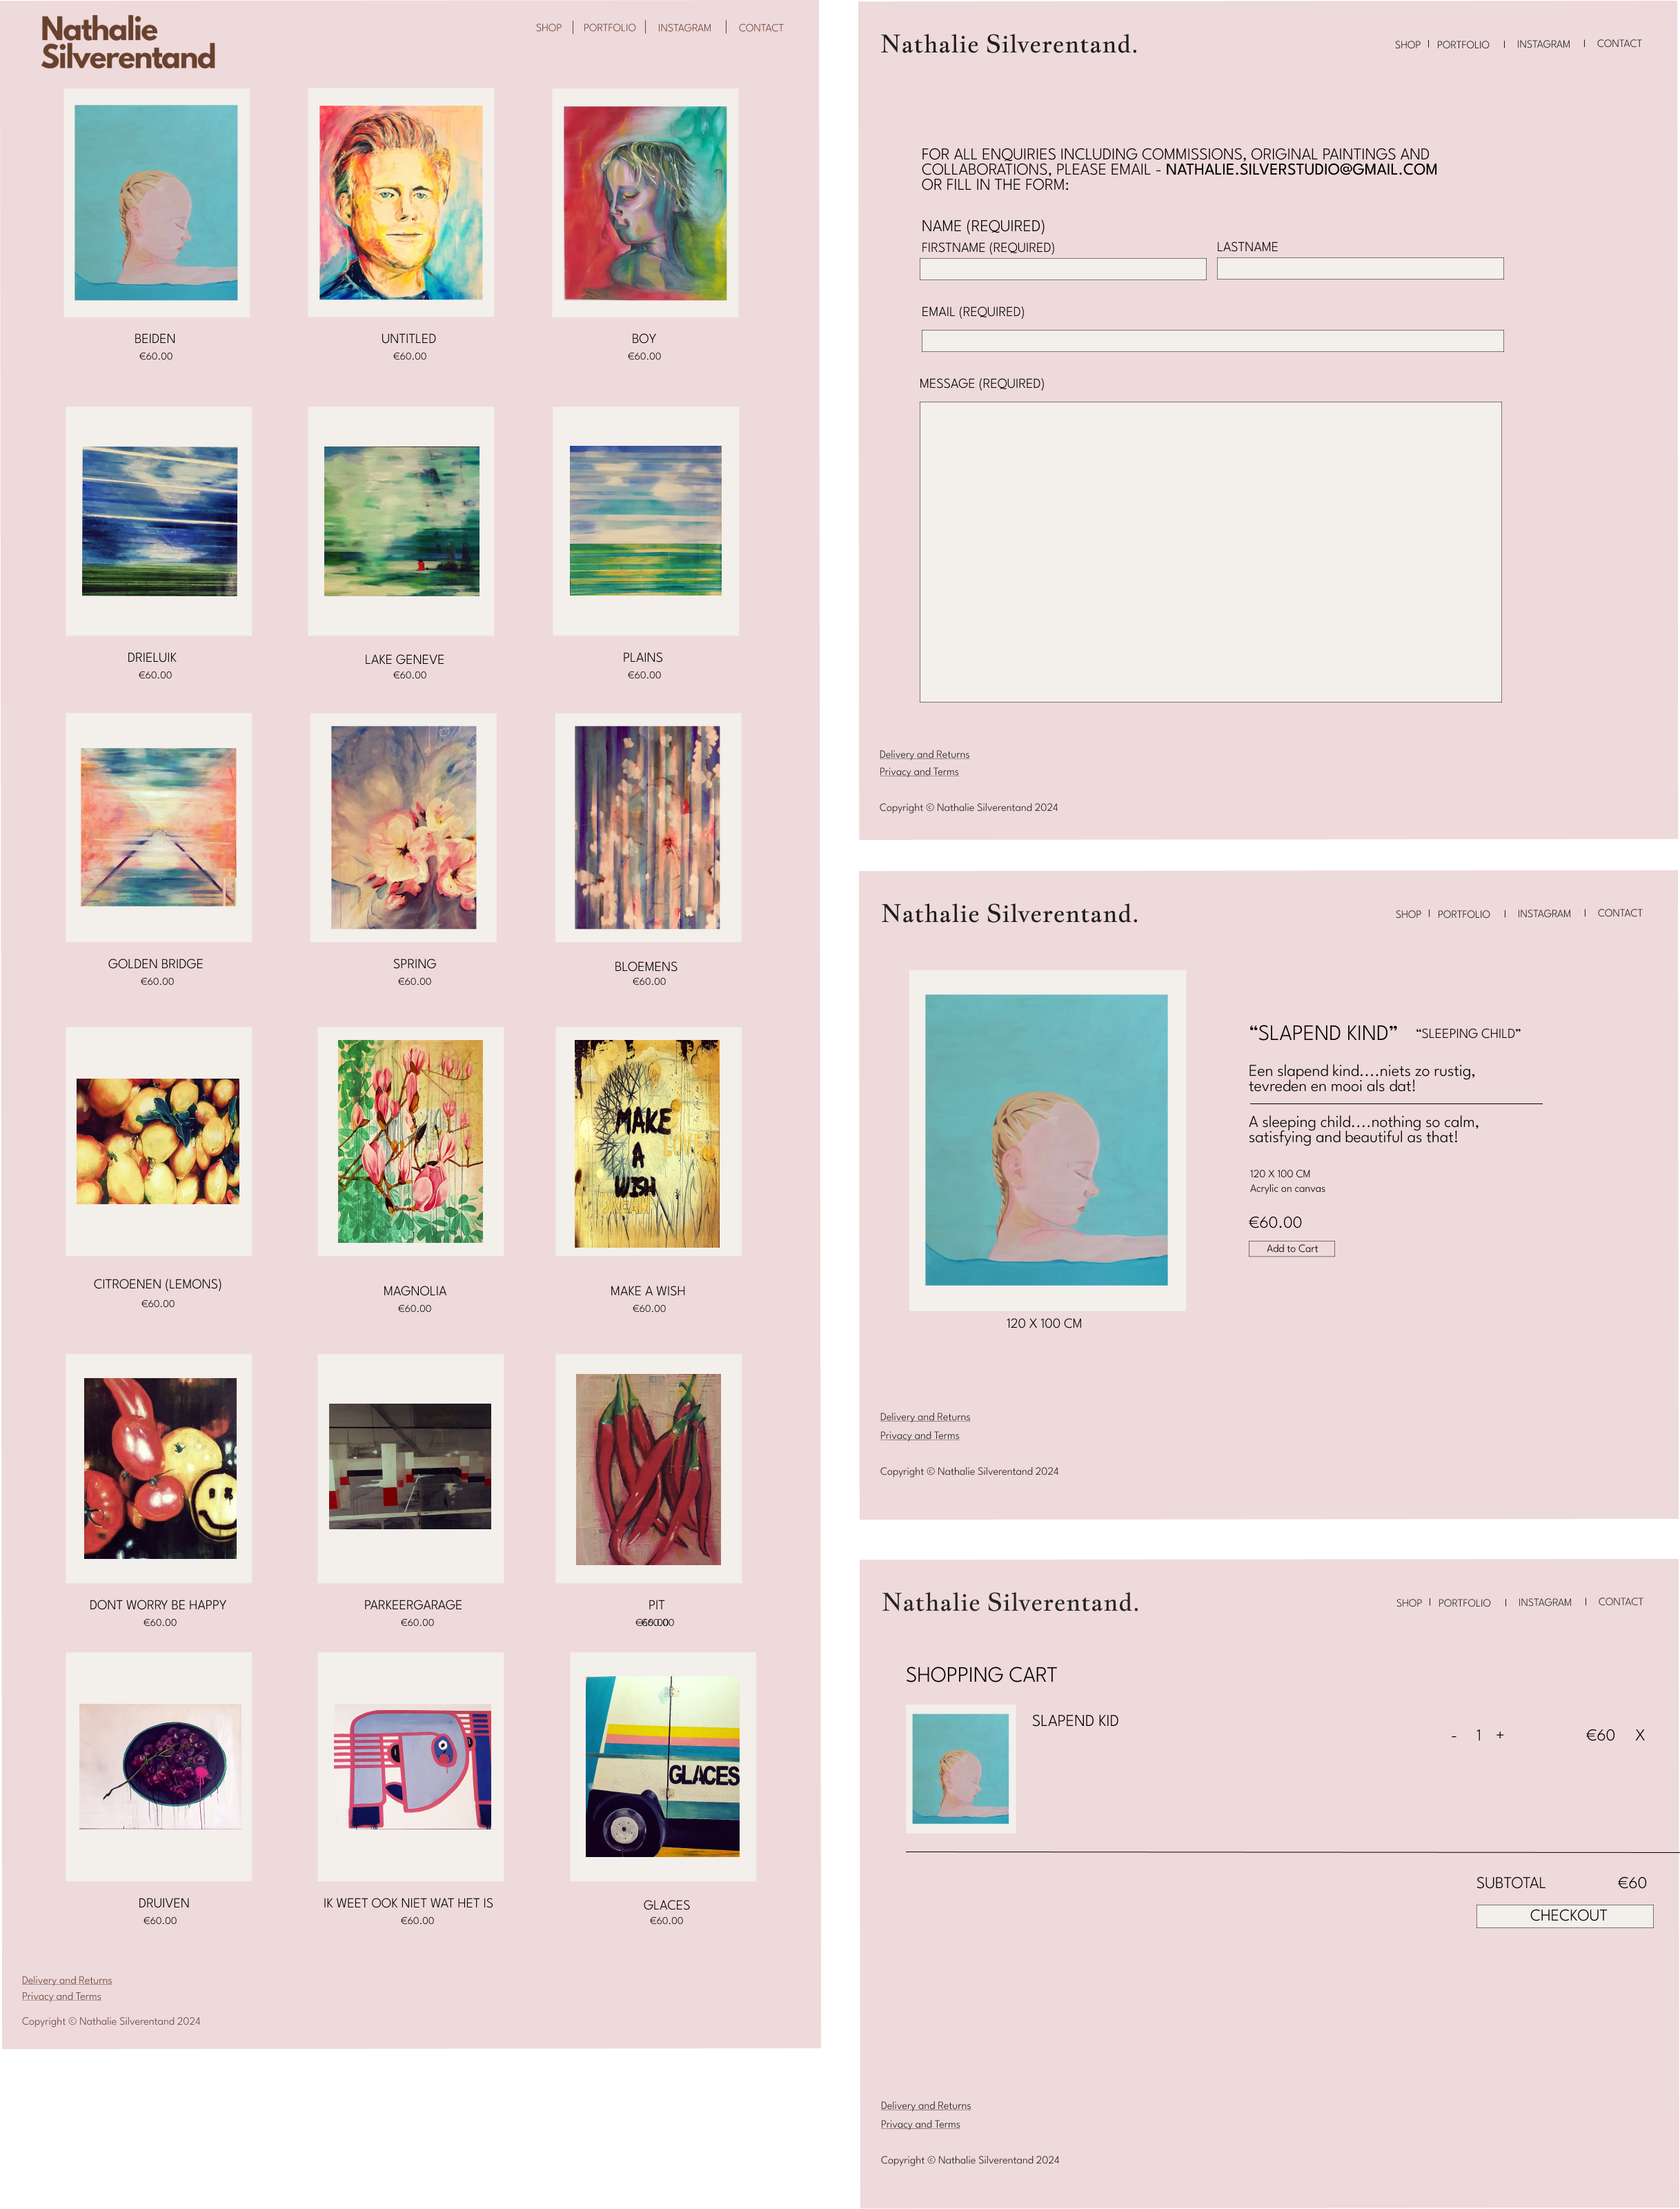 Nathalie
Silverentand
SHOP | PORTFOLIO | INSTAGRAM | CONTACT
BEIDEN
€60.00
UNTITLED
€60.00
BOY
€60.00
DRIELUIK
€60.00
LAKE GENEVE
€60.00
PLAINS
€60.00
GOLDEN BRIDGE
€60.00
SPRING
€60.00
BLOEMENS
€60.00
MAKE
LOVE
A
WISH
DREAM
CITROENEN (LEMONS)
€60.00
MAGNOLIA
€60.00
MAKE A WISH
€60.00
DONT WORRY BE HAPPY
€60.00
PARKEERGARAGE
€60.00
PIT
€60.00
GLACES
DRUIVEN
€60.00
IK WEET OOK NIET WAT HET IS
€60.00
GLACES
€60.00
Delivery and Returns
Privacy and Terms
Copyright © Nathalie Silverentand 2024
Nathalie Silverentand.
SHOP | PORTFOLIO | INSTAGRAM | CONTACT
FOR ALL ENQUIRIES INCLUDING COMMISSIONS, ORIGINAL PAINTINGS AND
COLLABORATIONS, PLEASE EMAIL - NATHALIE.SILVERSTUDIO@GMAIL.COM
OR FILL IN THE FORM:
NAME (REQUIRED)
FIRSTNAME (REQUIRED)
LASTNAME
EMAIL (REQUIRED)
MESSAGE (REQUIRED)
Delivery and Returns
Privacy and Terms
Copyright © Nathalie Silverentand 2024
Nathalie Silverentand.
SHOP | PORTFOLIO | INSTAGRAM | CONTACT
“SLAPEND KIND” “SLEEPING CHILD”
Een slapend kind....niets zo rustig,
tevreden en mooi als dat!
A sleeping child....nothing so calm,
satisfying and beautiful as that!
120 X 100 CM
Acrylic on canvas
€60.00
Add to Cart
120 X 100 CM
Delivery and Returns
Privacy and Terms
Copyright © Nathalie Silverentand 2024
Nathalie Silverentand.
SHOP | PORTFOLIO | INSTAGRAM | CONTACT
SHOPPING CART
SLAPEND KID
- 1 + €60 X
SUBTOTAL €60
CHECKOUT
Delivery and Returns
Privacy and Terms
Copyright © Nathalie Silverentand 2024